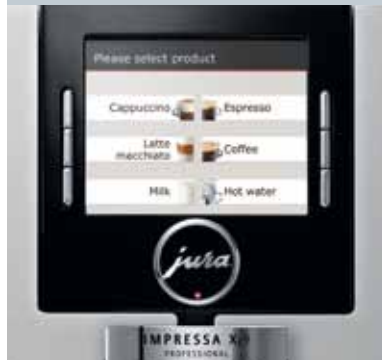 Please select product
Cappuccino Espresso
Latte
macchiato Coffee
Milk Hot water
jura
IMPRESSA
PROFESSIONAL